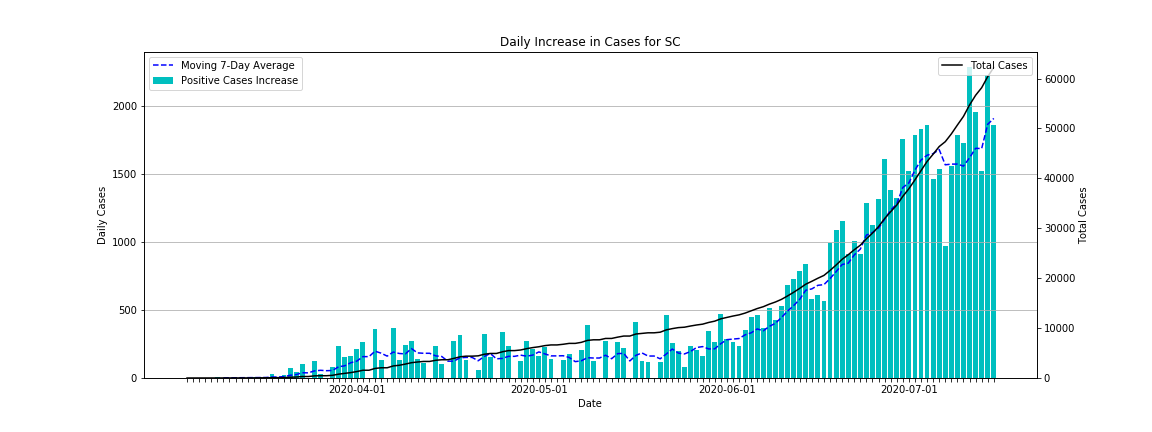 Daily Increase in Cases for SC
Moving 7-Day Average
Positive Cases Increase
Total Cases
2000
1500
1000
500
0
Daily Cases
60000
50000
40000
30000
20000
10000
0
Total Cases
2020-04-01
2020-05-01
2020-06-01
2020-07-01
Date